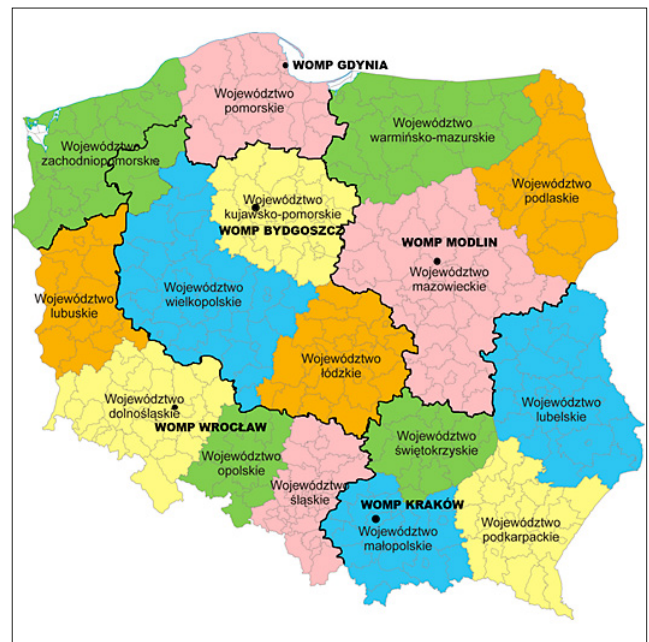 WOMP GDYNIA
Województwo
pomorskie
Województwo
warmińsko-mazurskie
Województwo
zachodniopomorskie
Województwo
podlaskie
Województwo
kujawsko-pomorskie
WOMP BYDGOSZCZ
WOMP MODLIN
Województwo
mazowieckie
Województwo
wielkopolskie
Województwo
lubuskie
Województwo
łódzkie
Województwo
dolnośląskie
WOMP WROCŁAW
Województwo
lubelskie
Województwo
opolskie
Województwo
świętokrzyskie
Województwo
śląskie
WOMP KRAKÓW
Województwo
małopolskie
Województwo
podkarpackie